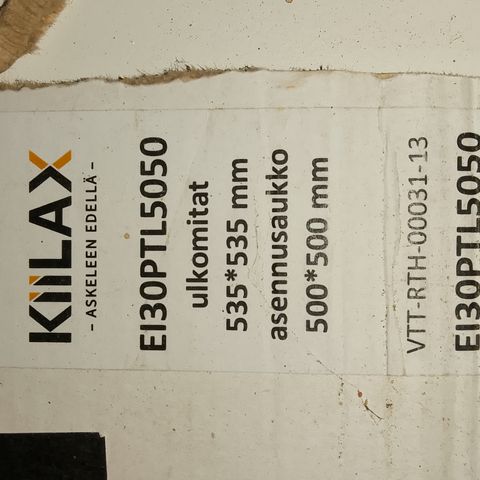 KIILAX
– ASKELEEN EDELLÄ –
EI30PTL5050
ulkomitat
535*535 mm
asennusaukko
500*500 mm
VTT-RTH-00031-13
EI30PTL5050